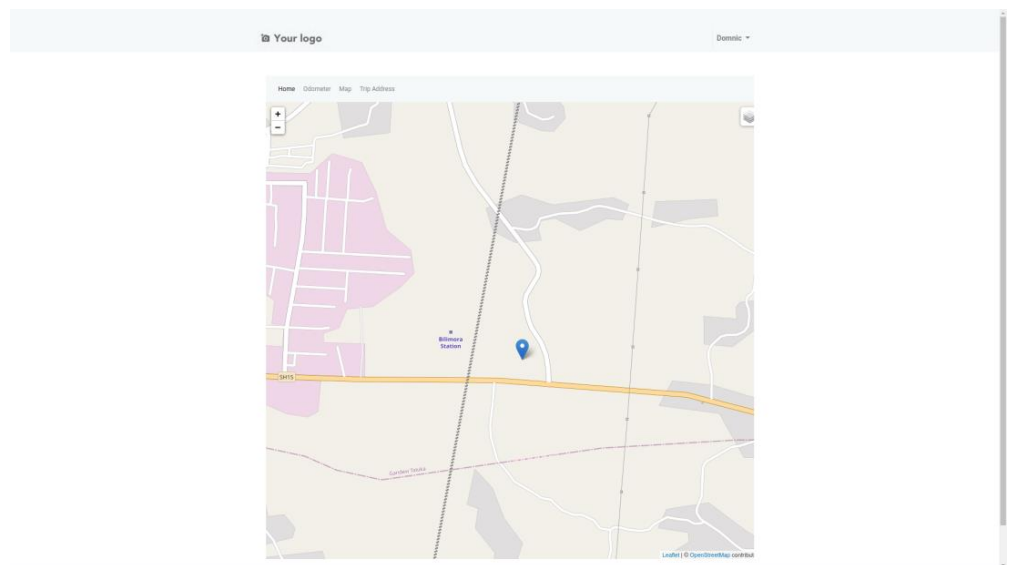 Your logo
Domnic
Home Odometer Map Trip Address
+
-
Bilimora
Station
SH15
Gandevi Taluka
Leaflet | © OpenStreetMap contribut